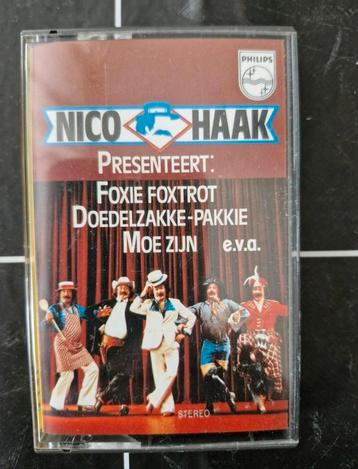 PHILIPS
NICO HAAK
PRESENTEERT:
FOXIE FOXTROT
DOEDELZAKKE-PAKKIE
MOE ZIJN e.v.a.
STEREO